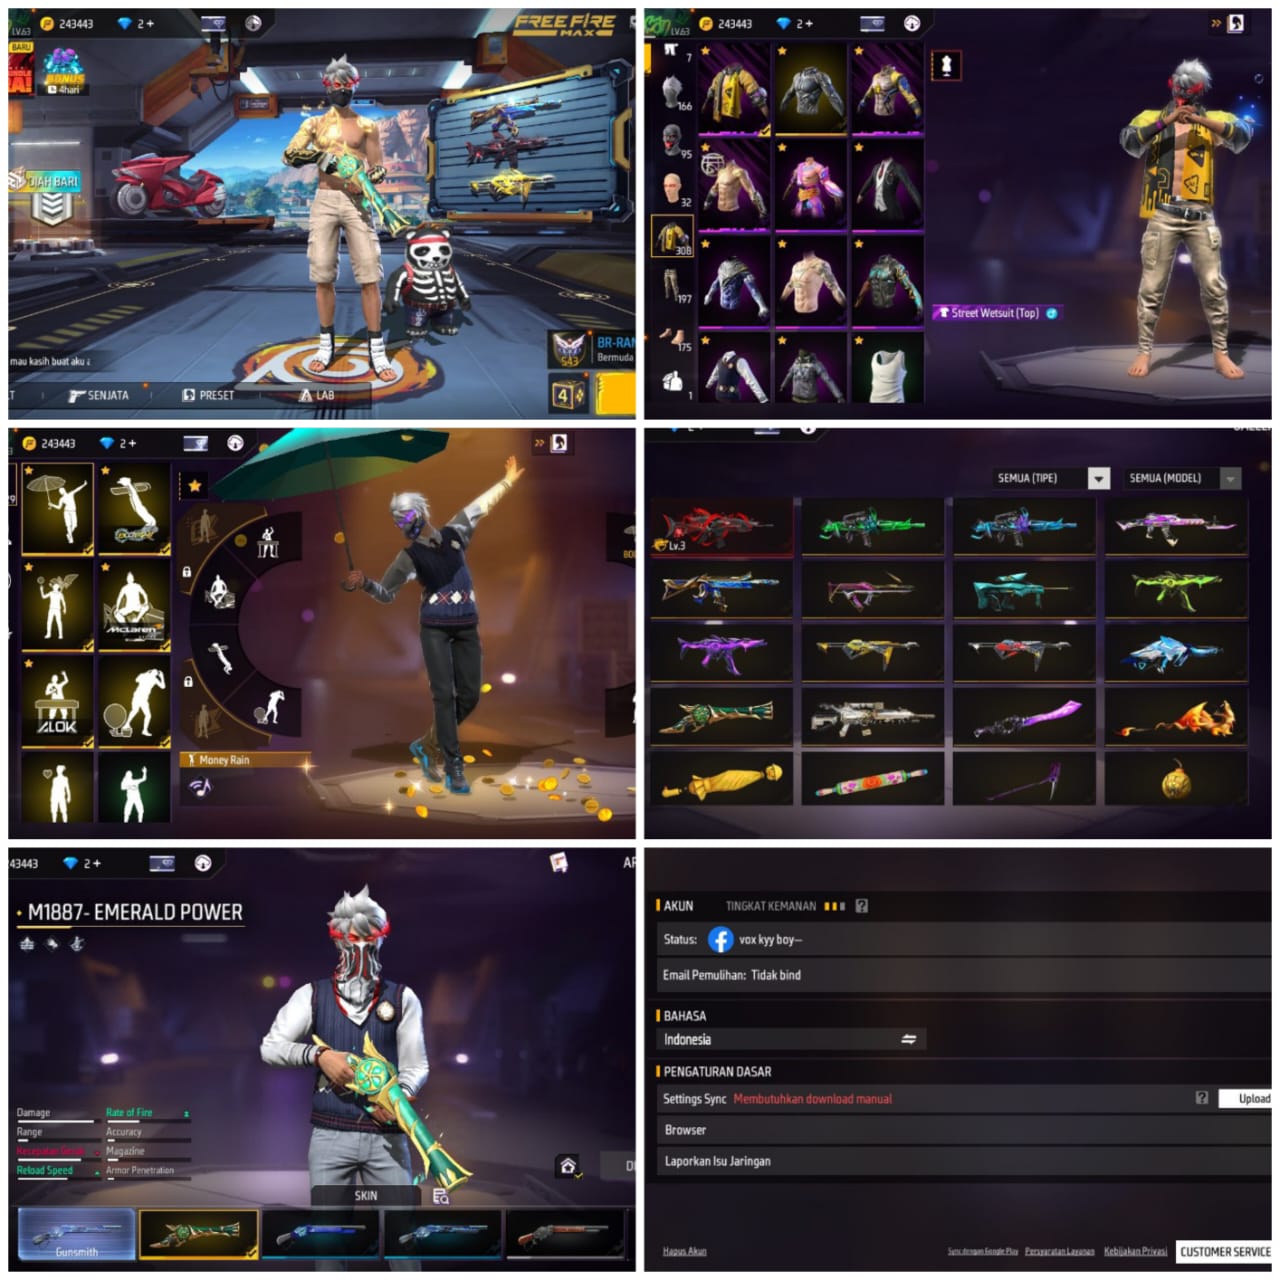 LV.63
243443
2 +
FREE FIRE
MAX
BARU
BONUS
4hari
mau kasih buat aku
543
BR-RAN
Bermuda
4
SENJATA
PRESET
LAB
LV.63
243443
2 +
7
166
95
32
308
197
175
1
Street Wetsuit (Top)
243443
2 +
McLaren
ALOK
Money Rain
SEMUA (TIPE)
SEMUA (MODEL)
Lv.3
43443
2 +
M1887- EMERALD POWER
Damage
Rate of Fire
Range
Accuracy
Magazine
Reload Speed
Armor Penetration
SKIN
Gunsmith
AKUN
TINGKAT KEMANAN
?
Status:
vox kyy boy—
Email Pemulihan: Tidak bind
BAHASA
Indonesia
PENGATURAN DASAR
Settings Sync Membutuhkan download manual
?
Upload
Browser
Laporkan Isu Jaringan
Hapus Akun
Sync dengan Google Play
Persyaratan Layanan
Kebijakan Privasi
CUSTOMER SERVICE